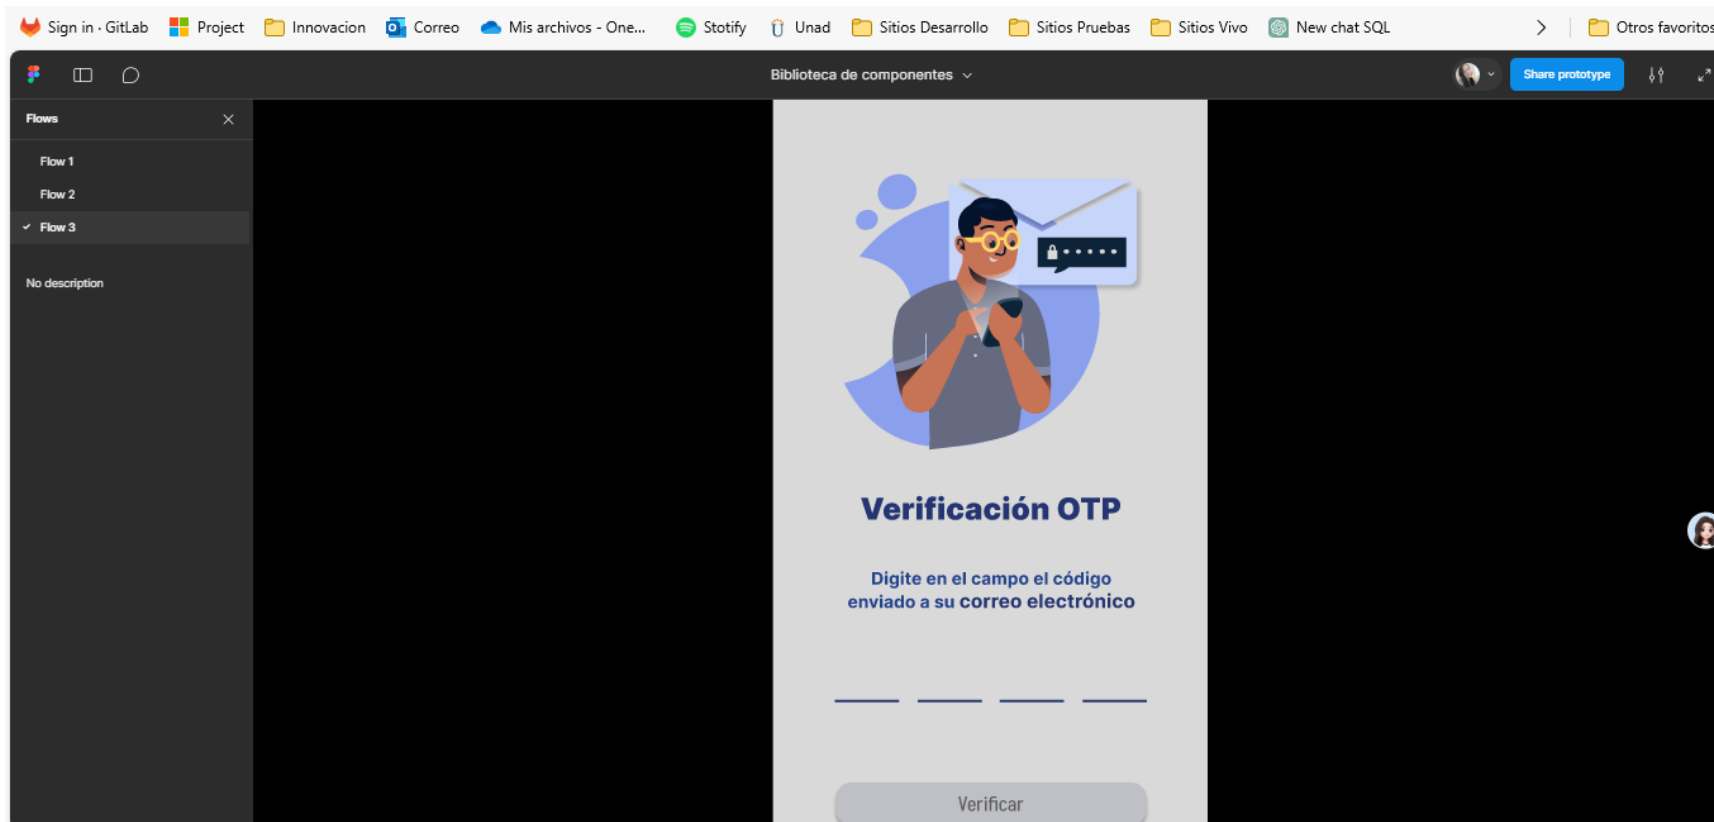 Sign in · GitLab Project Innovacion Correo Mis archivos - One... Stotify Unad Sitios Desarrollo Sitios Pruebas Sitios Vivo New chat SQL Otros favoritos
Biblioteca de componentes
Share prototype
Flows
Flow 1
Flow 2
Flow 3
No description
Verificación OTP
Digite en el campo el código
enviado a su correo electrónico
Verificar